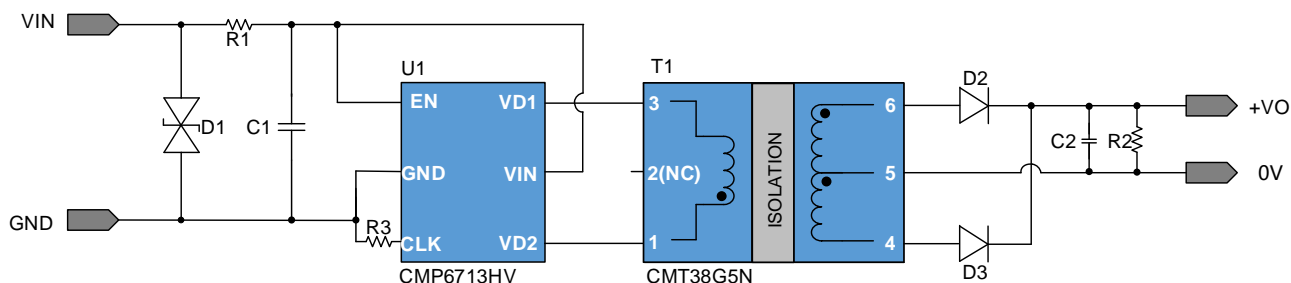 VIN
R1
U1
T1
D2
EN
VD1
3
6
+VO
D1
C1
ISOLATION
C2
R2
GND
VIN
2(NC)
5
0V
GND
R3
CLK
VD2
1
4
D3
CMP6713HV
CMT38G5N